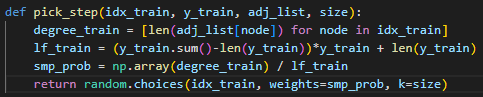 def pick_step(idx_train, y_train, adj_list, size):
    degree_train = [len(adj_list[node]) for node in idx_train]
    lf_train = (y_train.sum()-len(y_train))*y_train + len(y_train)
    smp_prob = np.array(degree_train) / lf_train
    return random.choices(idx_train, weights=smp_prob, k=size)